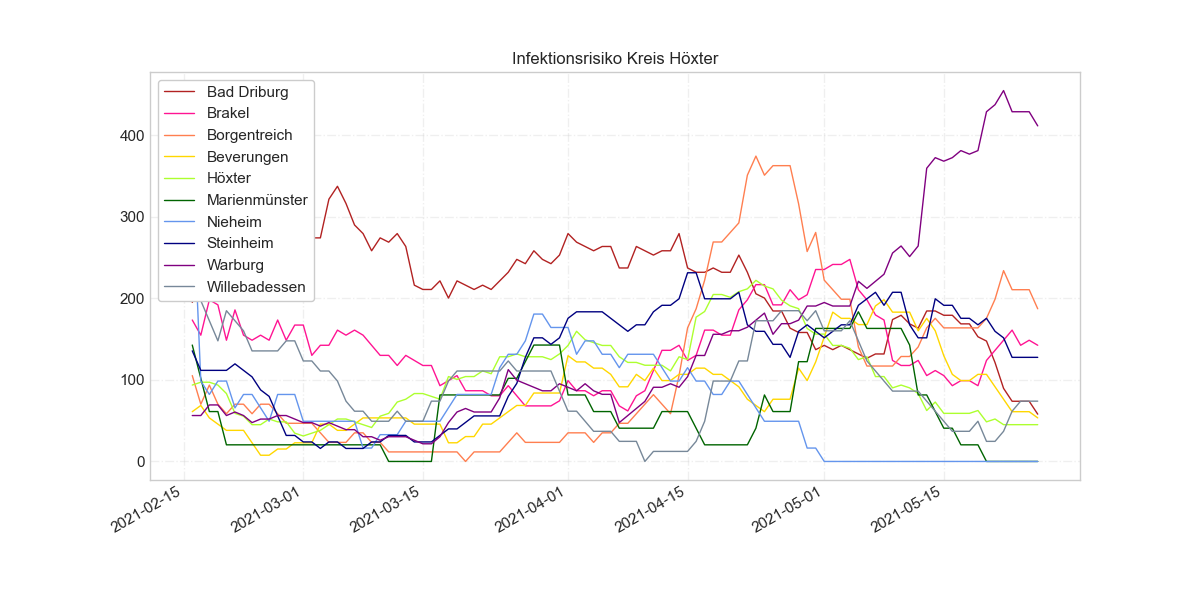 Infektionsrisiko Kreis Höxter
Bad Driburg
Brakel
Borgentreich
Beverungen
Höxter
Marienmünster
Nieheim
Steinheim
Warburg
Willebadessen
400
300
200
100
0
2021-02-15
2021-03-01
2021-03-15
2021-04-01
2021-04-15
2021-05-01
2021-05-15